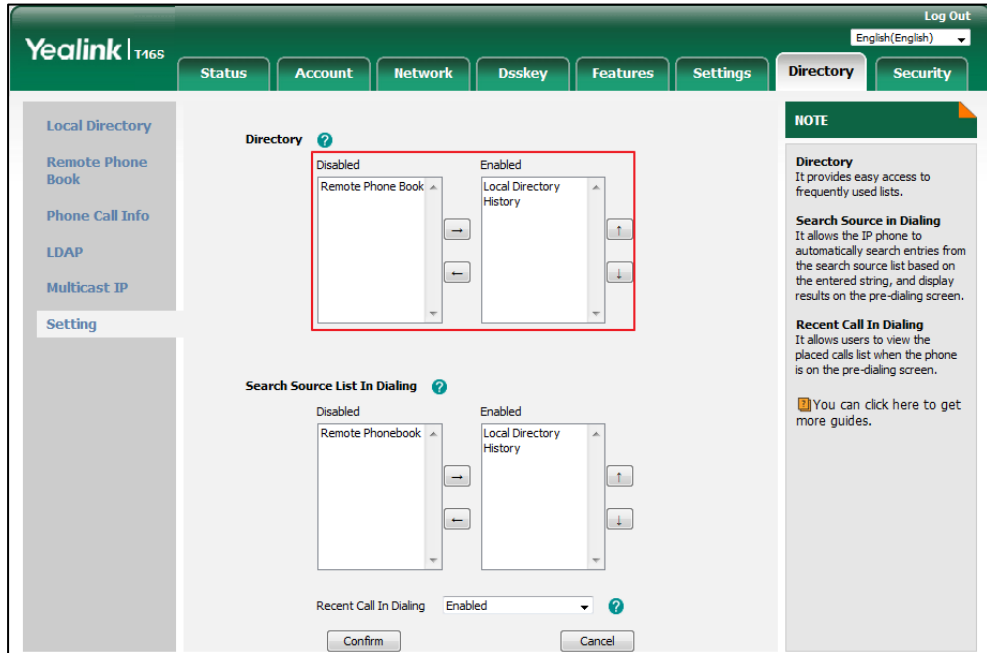 Log Out
English(English)
Yealink T46S
Status Account Network Dsskey Features Settings Directory Security
Local Directory
Remote Phone
Book
Phone Call Info
LDAP
Multicast IP
Setting
Directory ?
Disabled Enabled
Remote Phone Book
Local Directory
History
→
←
↑
↓
Search Source List In Dialing ?
Disabled Enabled
Remote Phonebook
Local Directory
History
→
←
↑
↓
Recent Call In Dialing Enabled ?
Confirm Cancel
NOTE
Directory
It provides easy access to
frequently used lists.
Search Source in Dialing
It allows the IP phone to
automatically search entries from
the search source list based on
the entered string, and display
results on the pre-dialing screen.
Recent Call In Dialing
It allows users to view the
placed calls list when the phone
is on the pre-dialing screen.
You can click here to get
more guides.